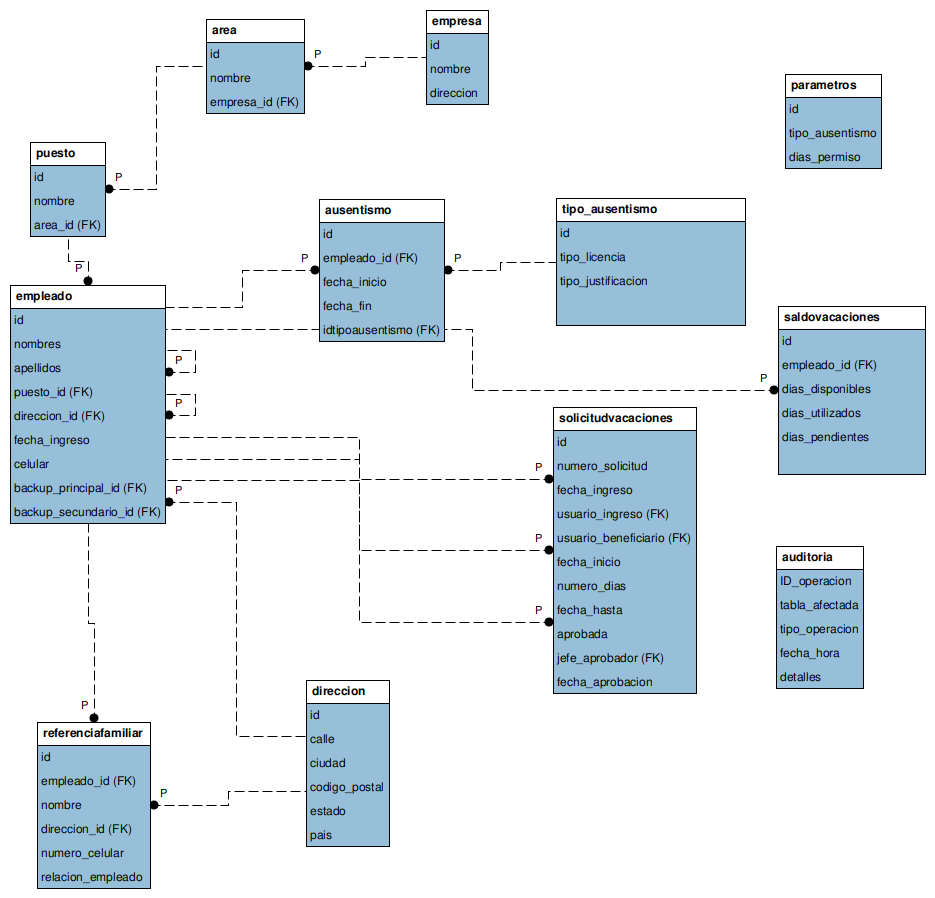 empresa
id
nombre
direccion
area
id
nombre
empresa_id (FK)
P
parametros
id
tipo_ausentismo
dias_permiso
puesto
id
nombre
area_id (FK)
P
P
ausentismo
id
empleado_id (FK)
fecha_inicio
fecha_fin
idtipoausentismo (FK)
P
P
tipo_ausentismo
id
tipo_licencia
tipo_justificacion
empleado
id
nombres
apellidos
puesto_id (FK)
direccion_id (FK)
fecha_ingreso
celular
backup_principal_id (FK)
backup_secundario_id (FK)
P
P
P
saldovacaciones
id
empleado_id (FK)
dias_disponibles
dias_utilizados
dias_pendientes
P
solicitudvacaciones
id
numero_solicitud
fecha_ingreso
usuario_ingreso (FK)
usuario_beneficiario (FK)
fecha_inicio
numero_dias
fecha_hasta
aprobada
jefe_aprobador (FK)
fecha_aprobacion
P
P
P
auditoria
ID_operacion
tabla_afectada
tipo_operacion
fecha_hora
detalles
direccion
id
calle
ciudad
codigo_postal
estado
pais
P
referenciafamiliar
id
empleado_id (FK)
nombre
direccion_id (FK)
numero_celular
relacion_empleado
P